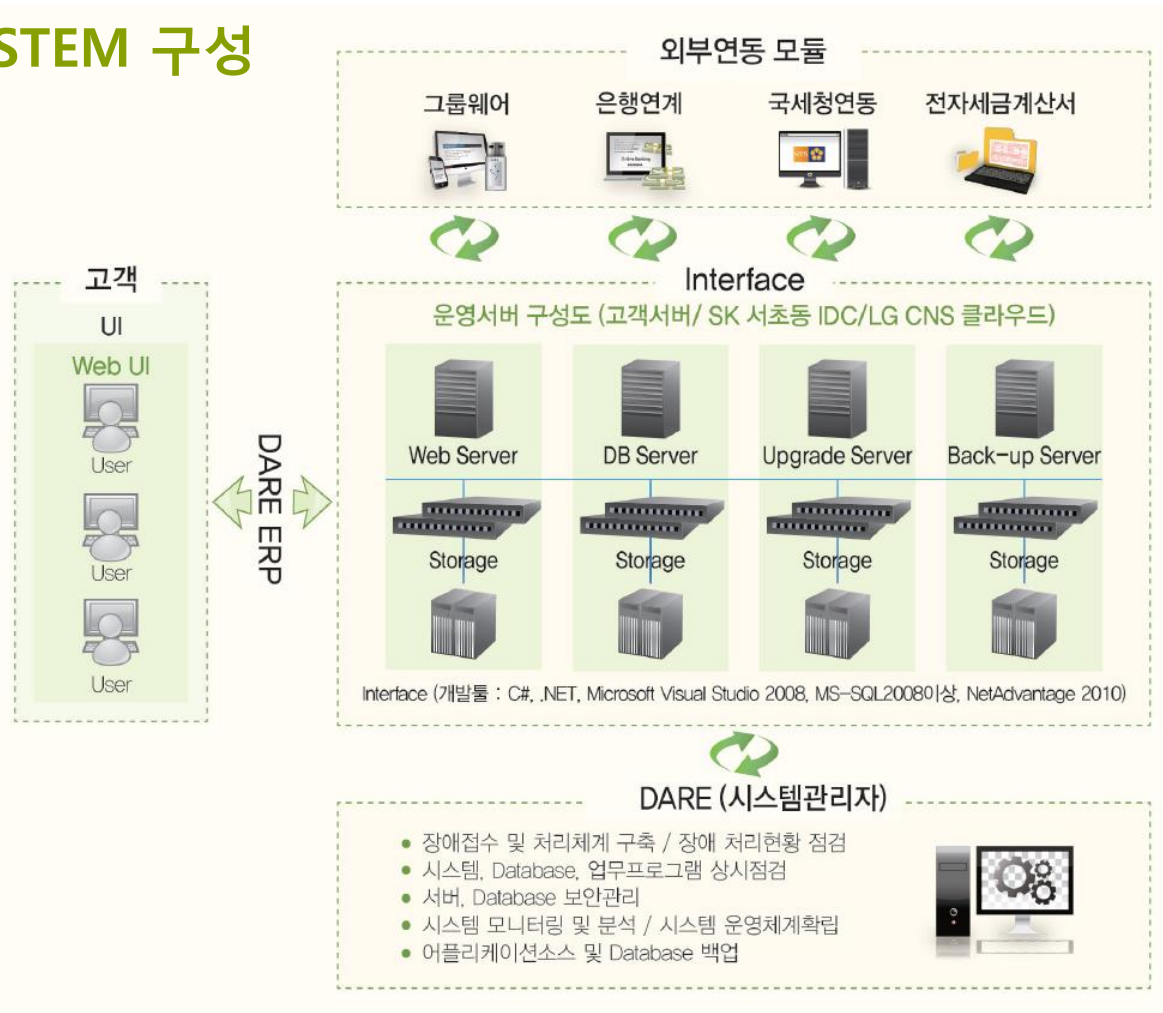 STEM 구성
외부연동 모듈
그룹웨어
은행연계
국세청연동
전자세금계산서
Online Banking
NTS
고객
UI
Web UI
User
User
User
DARE ERP
Interface
운영서버 구성도 (고객서버/ SK 서초동 IDC/LG CNS 클라우드)
Web Server
DB Server
Upgrade Server
Back-up Server
Storage
Storage
Storage
Storage
Interface (개발툴 : C#, .NET, Microsoft Visual Studio 2008, MS-SQL2008이상, NetAdvantage 2010)
DARE (시스템관리자)
● 장애접수 및 처리체계 구축 / 장애 처리현황 점검
● 시스템, Database, 업무프로그램 상시점검
● 서버, Database 보안관리
● 시스템 모니터링 및 분석 / 시스템 운영체계확립
● 어플리케이션소스 및 Database 백업